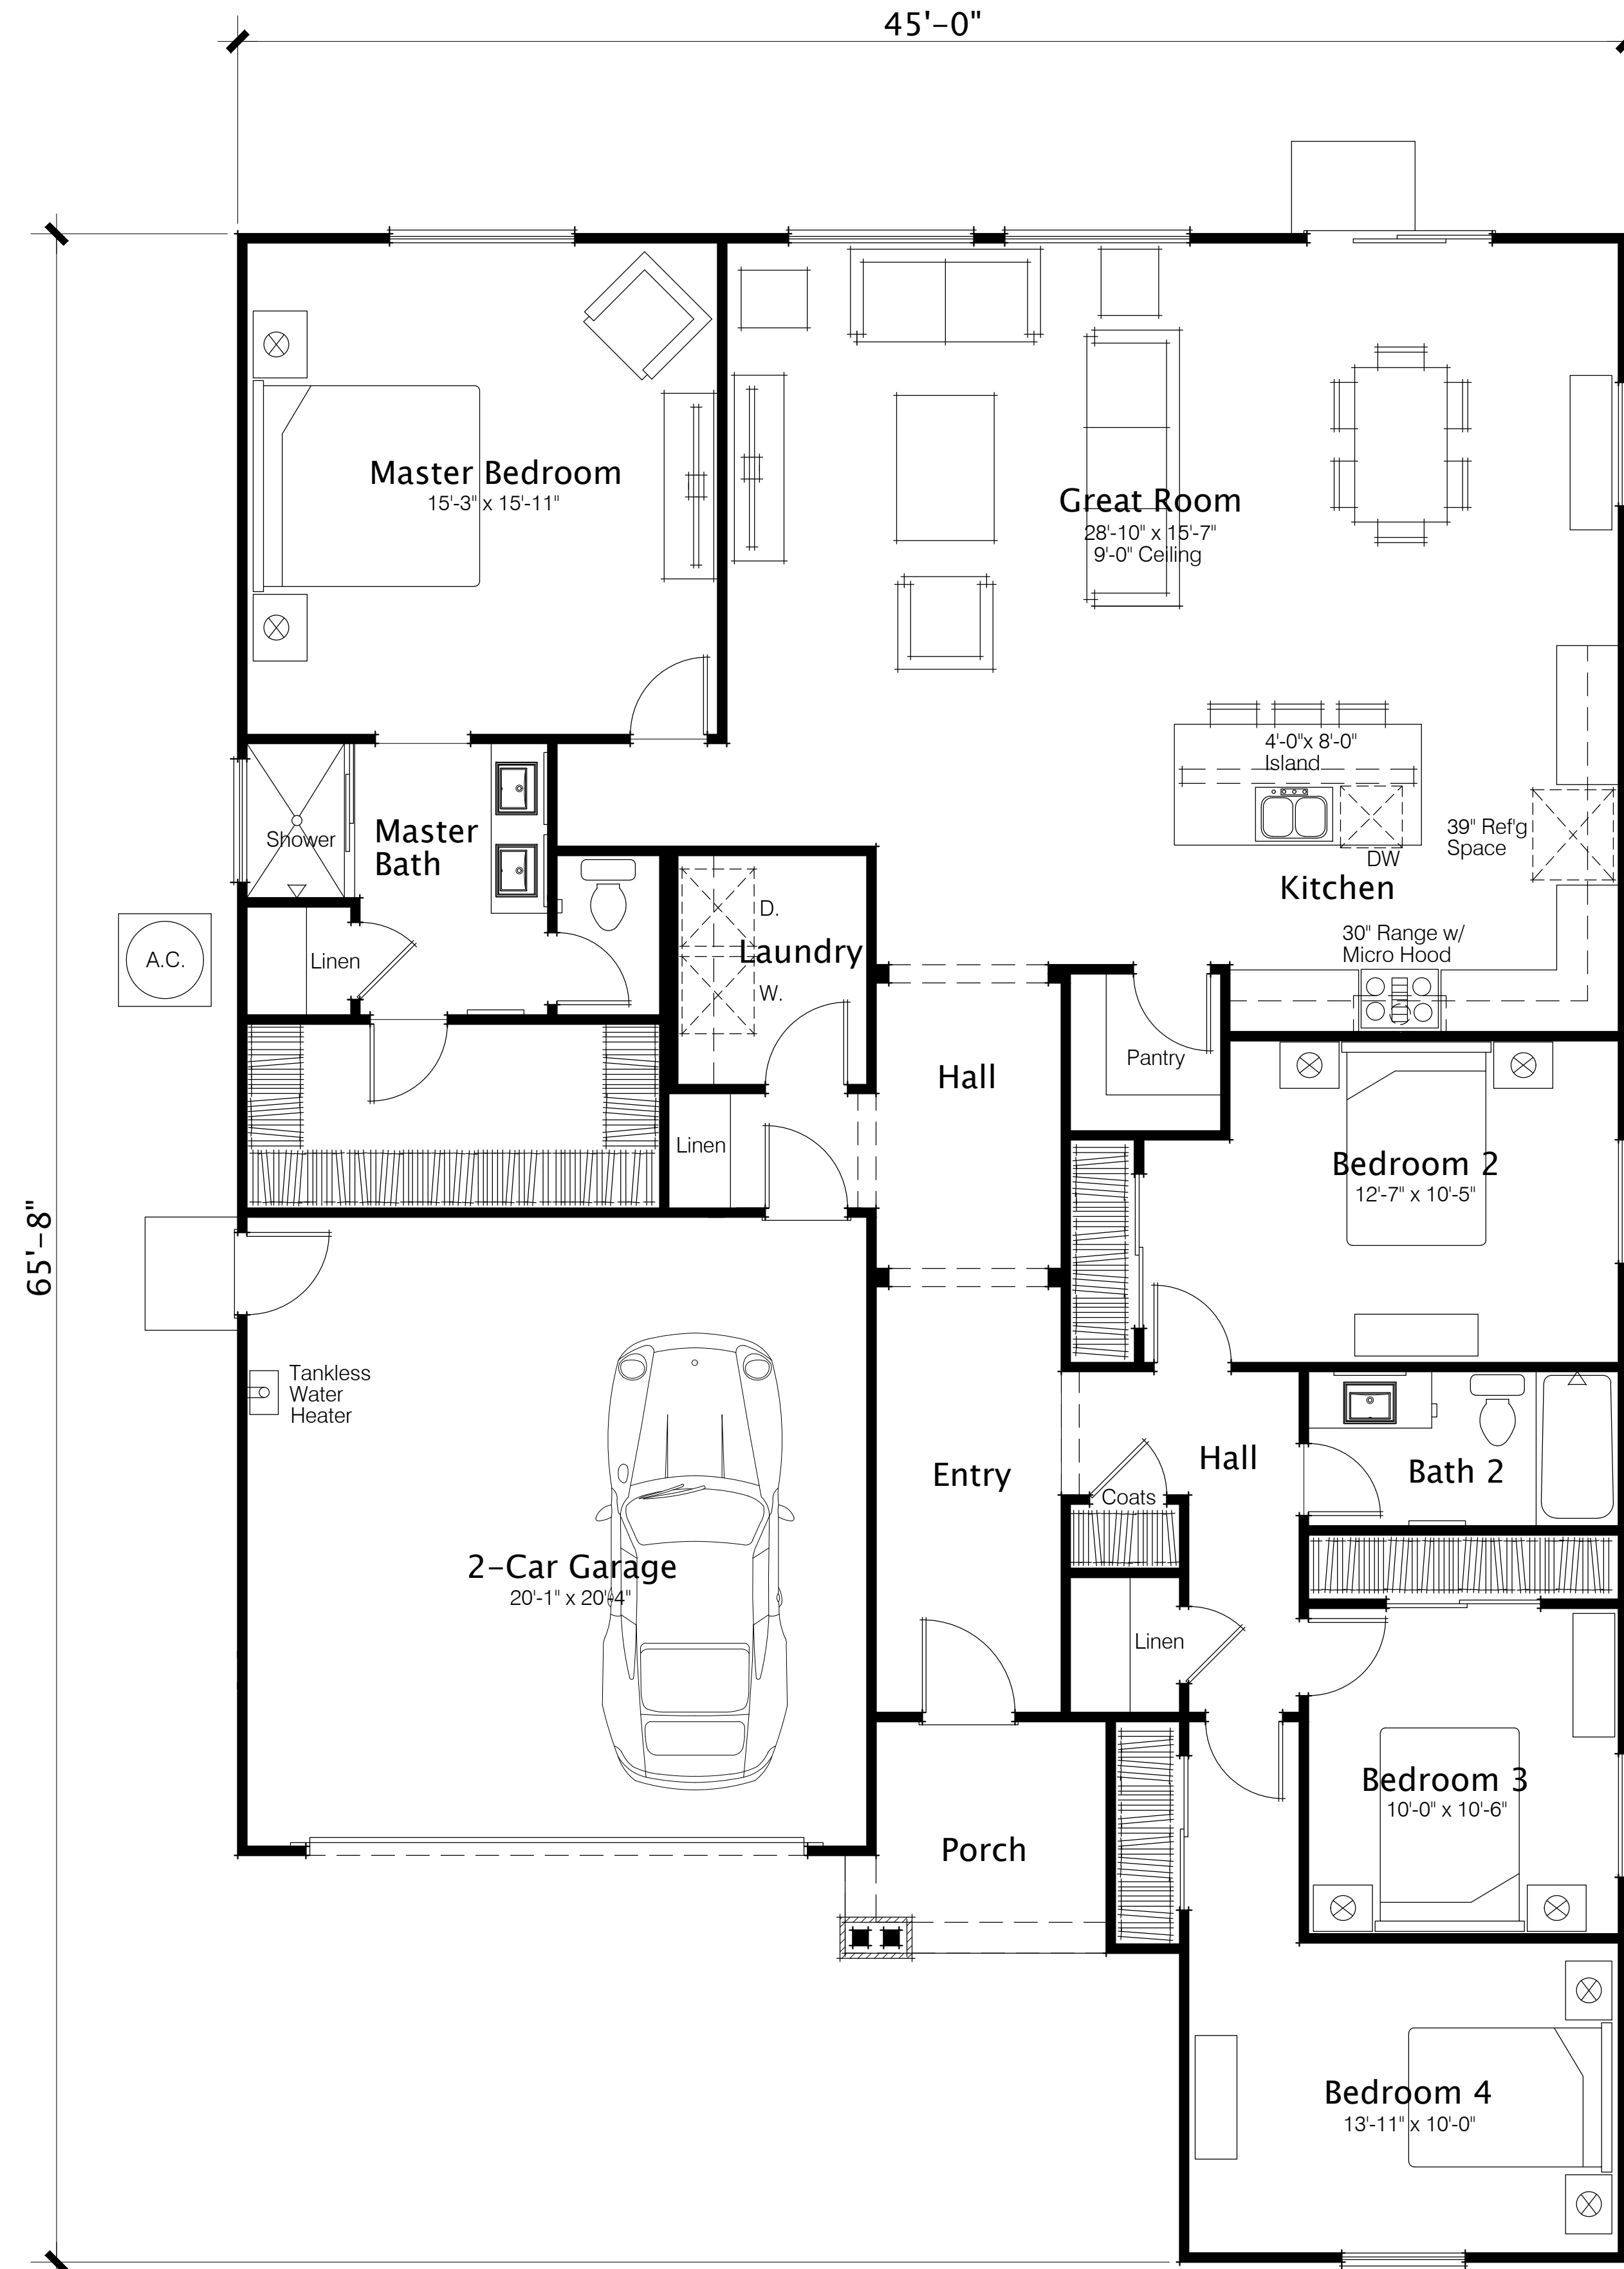 45'-0"
Master Bedroom
15'-3" x 15'-11"
Great Room
28'-10" x 15'-7"
9'-0" Ceiling
4'-0"x 8'-0"
Island
39" Ref'g
Space
DW
Kitchen
30" Range w/
Micro Hood
Shower
Master
Bath
D.
Laundry
W.
A.C.
Linen
Hall
Pantry
Linen
Bedroom 2
12'-7" x 10'-5"
65'-8"
Tankless
Water
Heater
Entry
Hall
Bath 2
Coats
2-Car Garage
20'-1" x 20'-4"
Linen
Bedroom 3
10'-0" x 10'-6"
Porch
Bedroom 4
13'-11" x 10'-0"